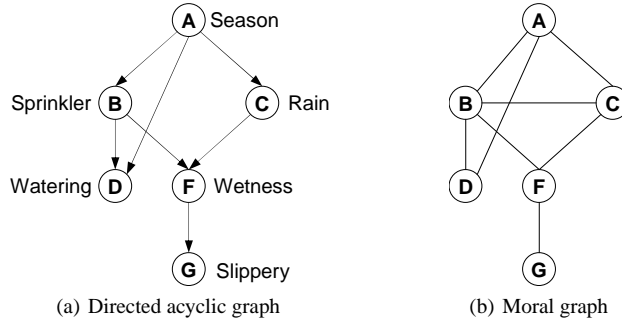 A Season
Sprinkler B C Rain
Watering D F Wetness
G Slippery
(a) Directed acyclic graph
A
B C
D F
G
(b) Moral graph